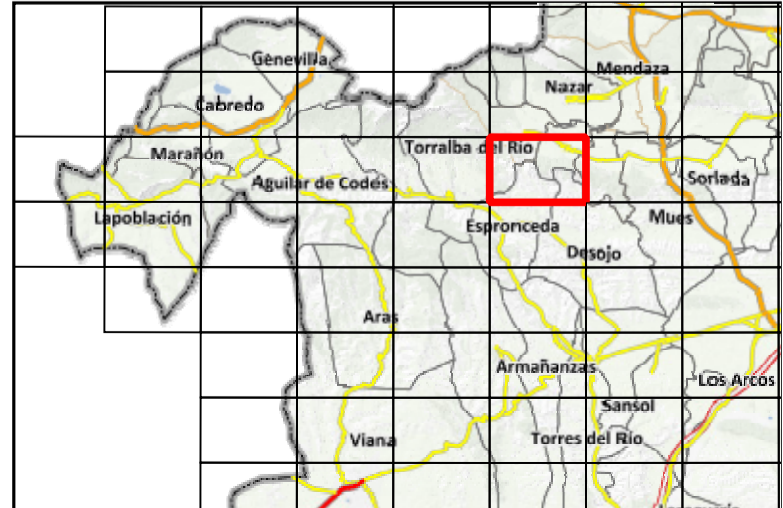 Genevilla
Mendaza
Nazar
Cabredo
Torralba del Rio
Marañón
Sorlada
Aguilar de Codés
Lapoblación
Mues
Espronceda
Desojo
Aras
Armañanzas
Los Arcos
Sansol
Viana
Torres del Río